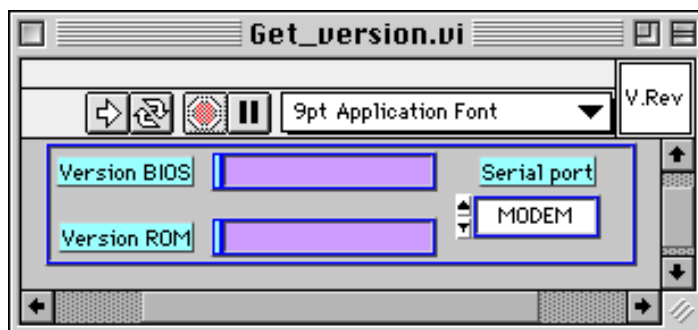 Get_version.vi
9pt Application Font
V.Rev
Version BIOS
Serial port
MODEM
Version ROM